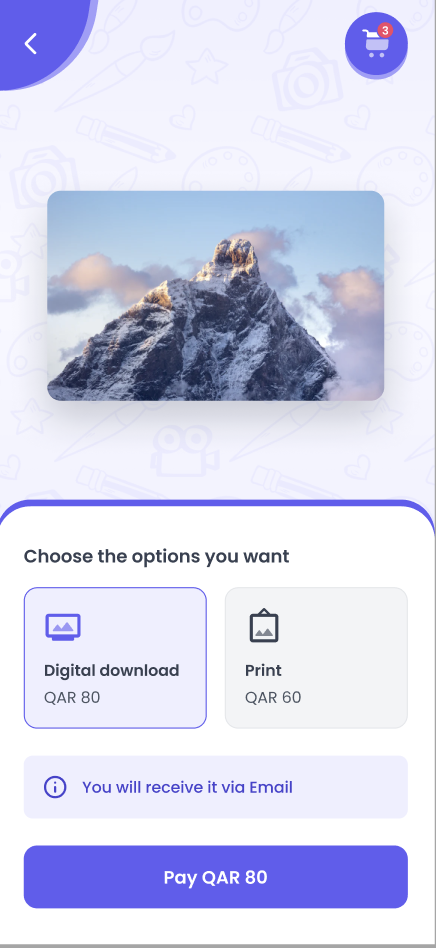 3
Choose the options you want
Digital download
QAR 80
Print
QAR 60
You will receive it via Email
Pay QAR 80